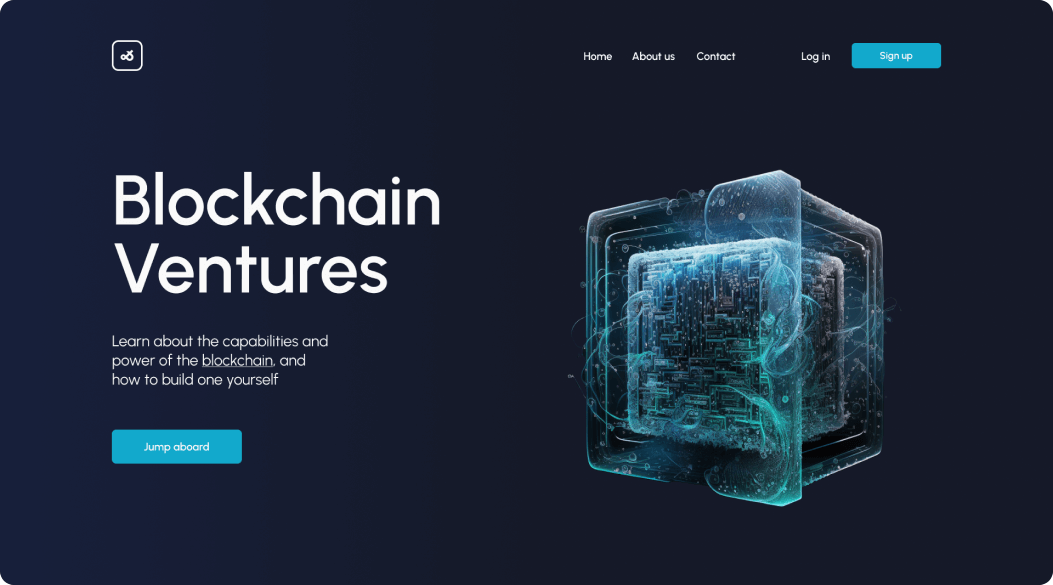 Home About us Contact Log in Sign up
Blockchain
Ventures
Learn about the capabilities and
power of the blockchain, and
how to build one yourself
Jump aboard